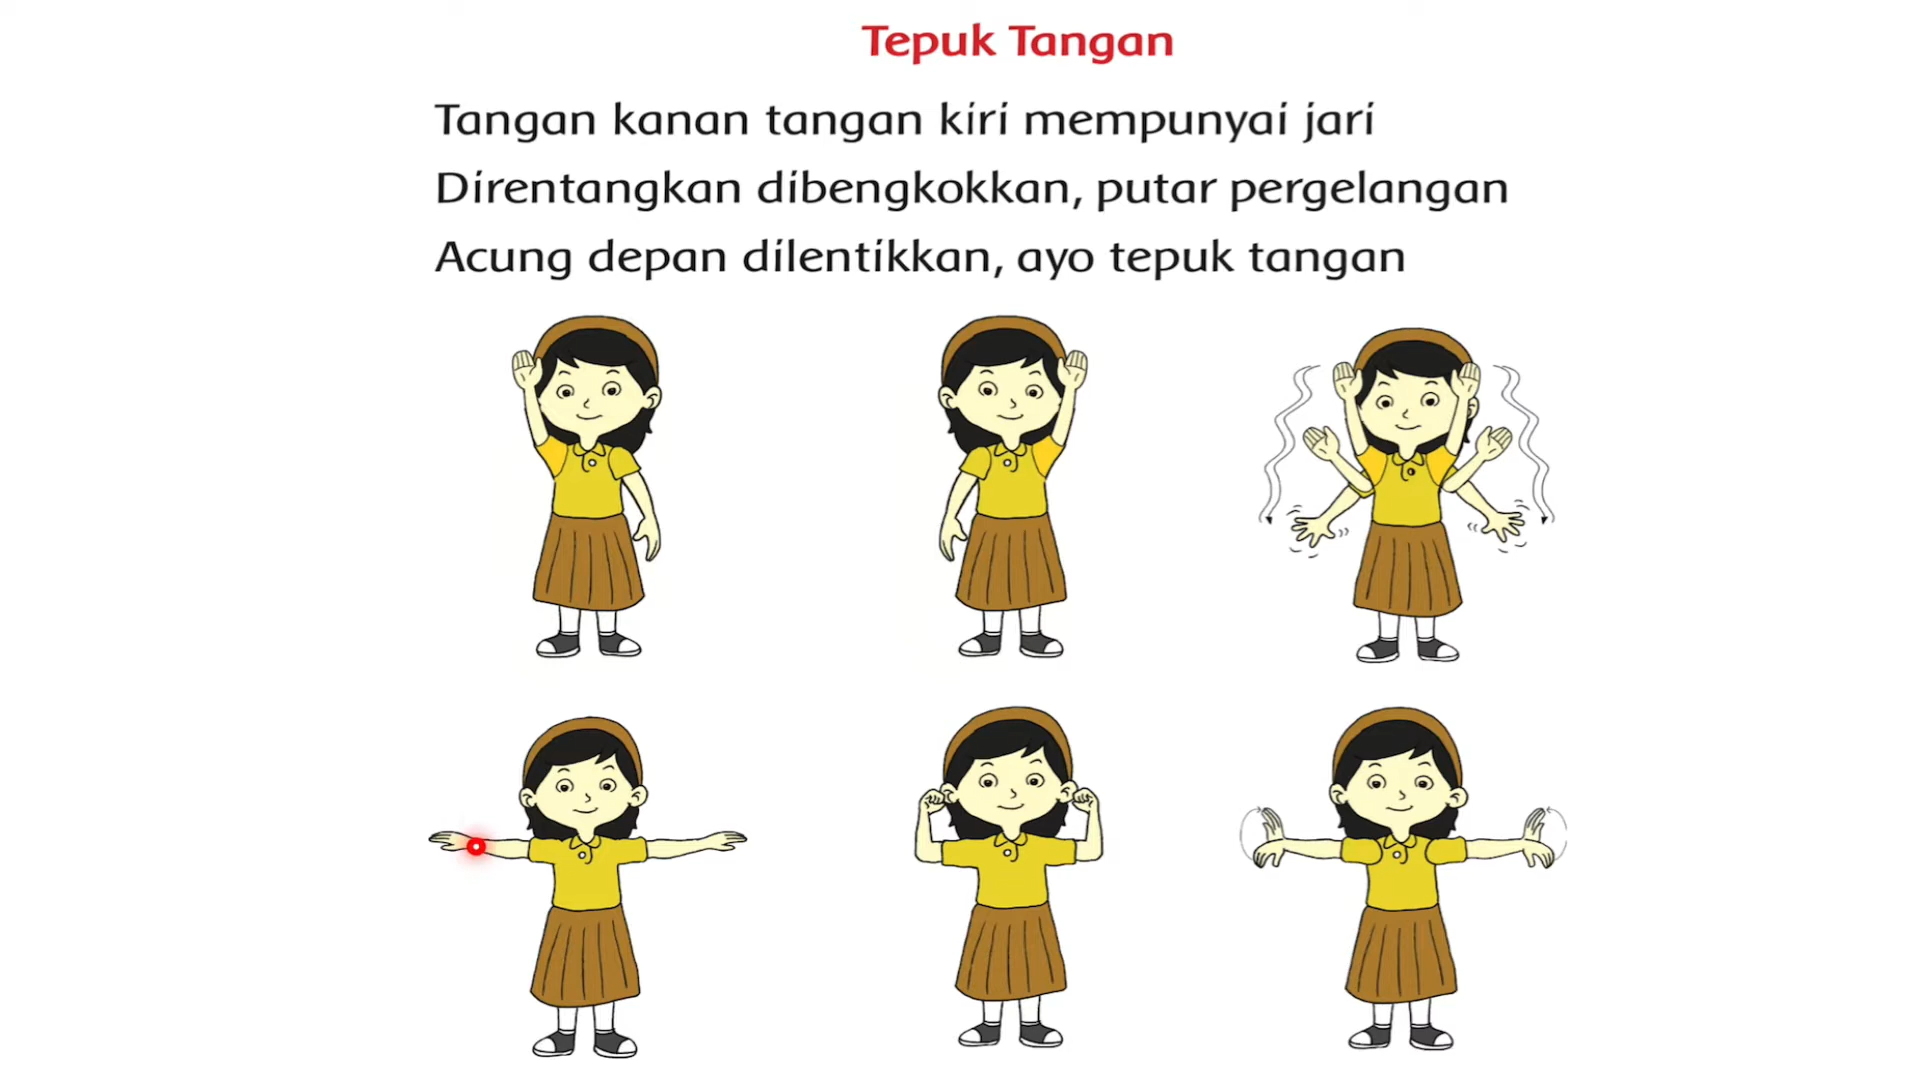 Tepuk Tangan
Tangan kanan tangan kiri mempunyai jari
Direntangkan dibengkokkan, putar pergelangan
Acung depan dilentikkan, ayo tepuk tangan